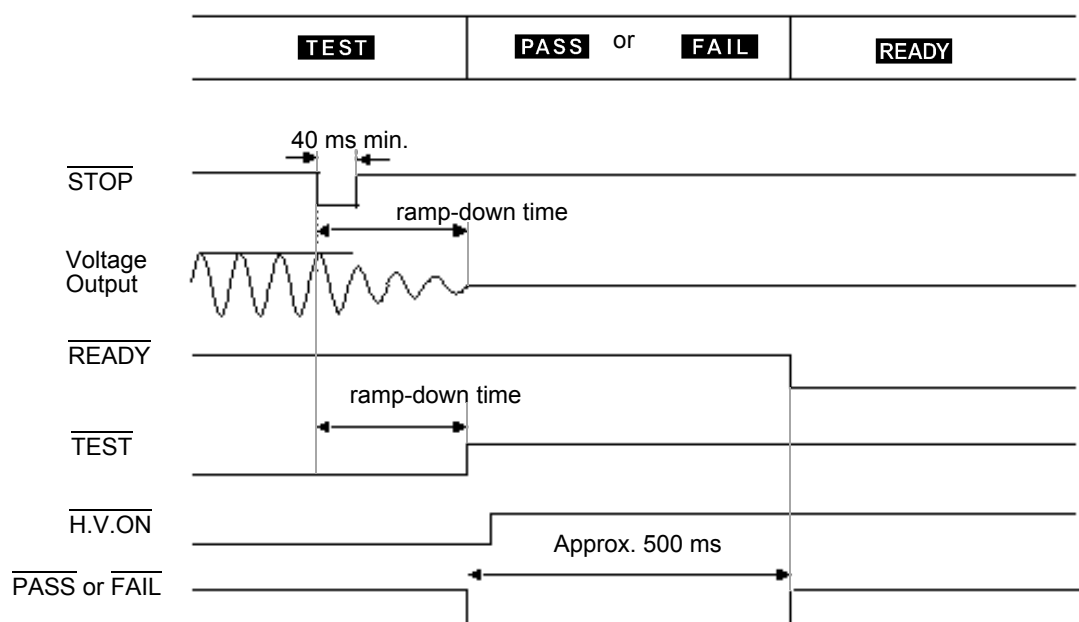 TEST
PASS or FAIL
READY
40 ms min.
STOP
ramp-down time
Voltage
Output
READY
ramp-down time
TEST
H.V.ON
Approx. 500 ms
PASS or FAIL